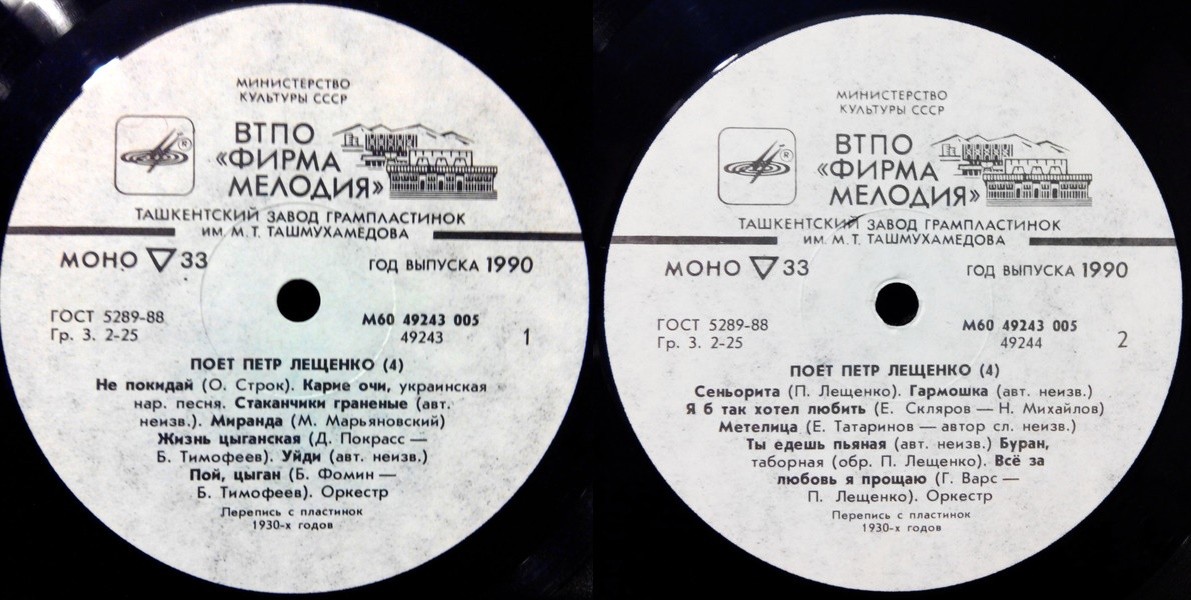 МИНИСТЕРСТВО
КУЛЬТУРЫ СССР
ВТПО
«ФИРМА
МЕЛОДИЯ»
ТАШКЕНТСКИЙ ЗАВОД ГРАМПЛАСТИНОК
ИМ. М. Т. ТАШМУХАМЕДОВА
МОНО 33
ГОД ВЫПУСКА 1990
ГОСТ 5289-88
Гр. 3. 2-25
М60 49243 005
49243
1
ПОЕТ ПЕТР ЛЕЩЕНКО (4)
Не покидай (О. Строк). Карие очи, украинская
нар. песня. Стаканчики граненые (авт.
неизв.). Миранда (М. Марьяновский)
Жизнь цыганская (Д. Покрасс —
Б. Тимофеев). Уйди (авт. неизв.)
Пой, цыган (Б. Фомин —
Б. Тимофеев). Оркестр
Перепись с пластинок
1930-х годов
МИНИСТЕРСТВО
КУЛЬТУРЫ СССР
ВТПО
«ФИРМА
МЕЛОДИЯ»
ТАШКЕНТСКИЙ ЗАВОД ГРАМПЛАСТИНОК
ИМ. М. Т. ТАШМУХАМЕДОВА
МОНО 33
ГОД ВЫПУСКА 1990
ГОСТ 5289-88
Гр. 3. 2-25
М60 49243 005
49244
2
ПОЕТ ПЕТР ЛЕЩЕНКО (4)
Сеньорита (П. Лещенко). Гармошка (авт. неизв.)
Я б так хотел любить (Е. Скляров — Н. Михайлов)
Метелица (Е. Татаринов — автор сл. неизв.)
Ты едешь пьяная (авт. неизв.) Буран,
таборная (обр. П. Лещенко). Всё за
любовь я прощаю (Г. Варс —
П. Лещенко). Оркестр
Перепись с пластинок
1930-х годов